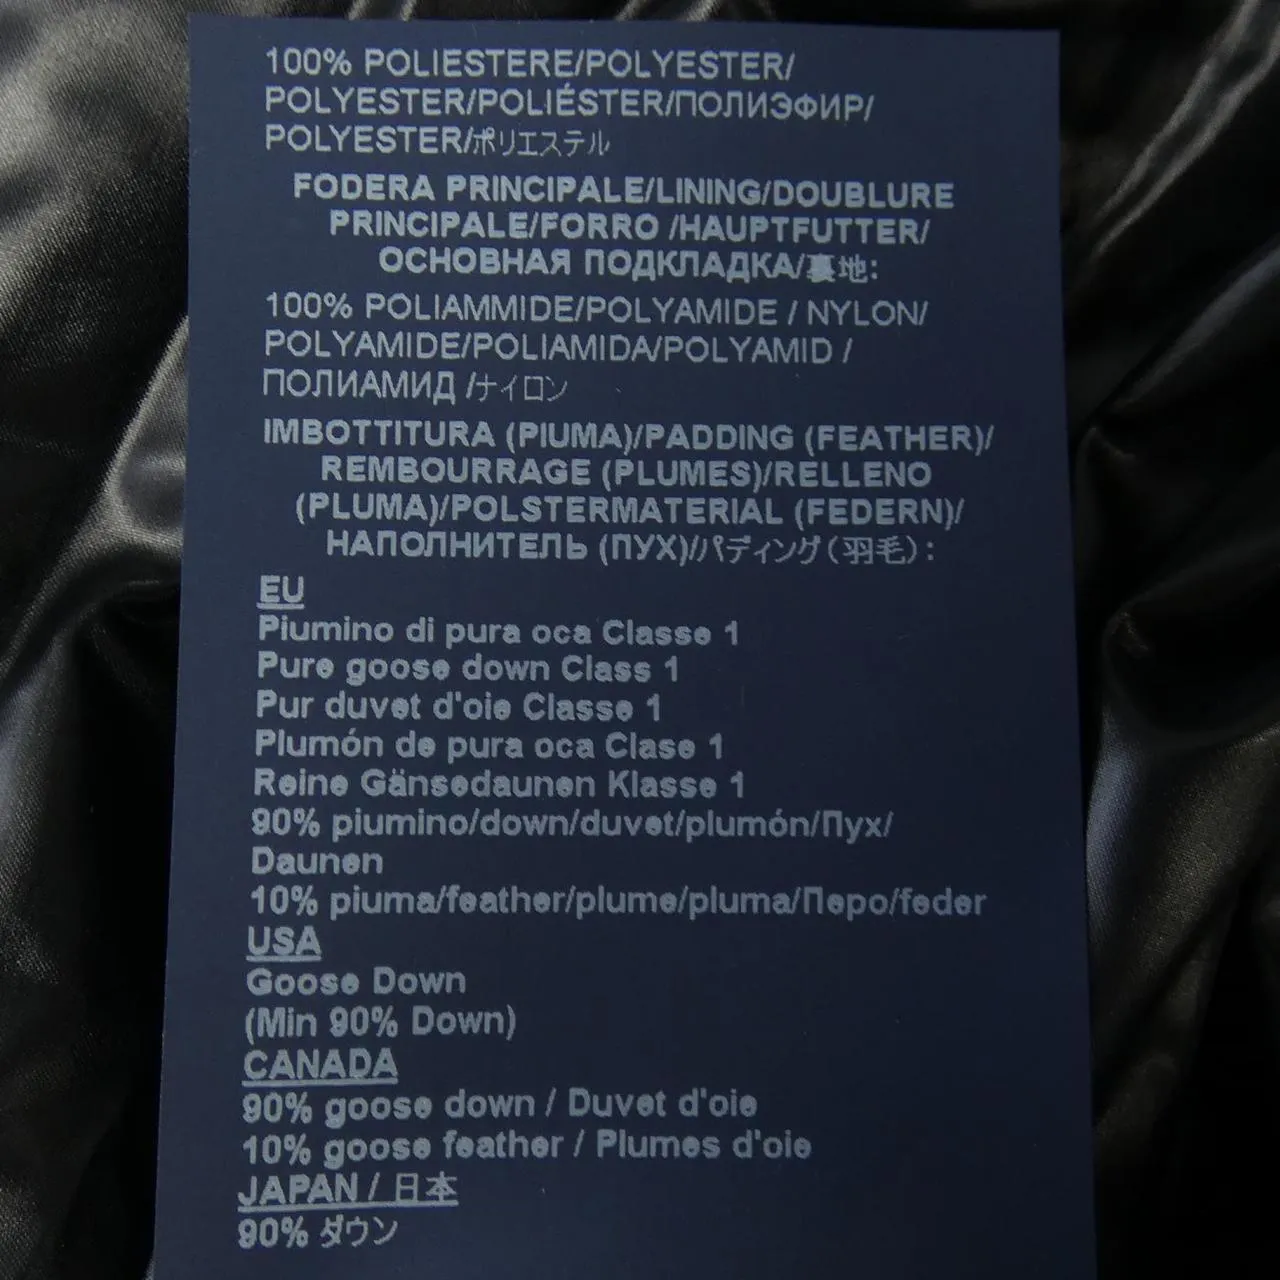 100% POLIESTERE/POLYESTER/
POLYESTER/POLIÉSTER/ПОЛИЭФИР/
POLYESTER/ポリエステル
FODERA PRINCIPALE/LINING/DOUBLURE
PRINCIPALE/FORRO /HAUPTFUTTER/
ОСНОВНАЯ ПОДКЛАДКА/裏地:
100% POLIAMMIDE/POLYAMIDE / NYLON/
POLYAMIDE/POLIAMIDA/POLYAMID /
ПОЛИАМИД /ナイロン
IMBOTTITURA (PIUMA)/PADDING (FEATHER)/
REMBOURRAGE (PLUMES)/RELLENO
(PLUMA)/POLSTERMATERIAL (FEDERN)/
НАПОЛНИТЕЛЬ (ПУХ)/パディング(羽毛):
EU
Piumino di pura oca Classe 1
Pure goose down Class 1
Pur duvet d'oie Classe 1
Plumón de pura oca Clase 1
Reine Gänsedaunen Klasse 1
90% piumino/down/duvet/plumón/Пух/
Daunen
10% piuma/feather/plume/pluma/Перо/feder
USA
Goose Down
(Min 90% Down)
CANADA
90% goose down / Duvet d'oie
10% goose feather / Plumes d'oie
JAPAN / 日本
90% ダウン